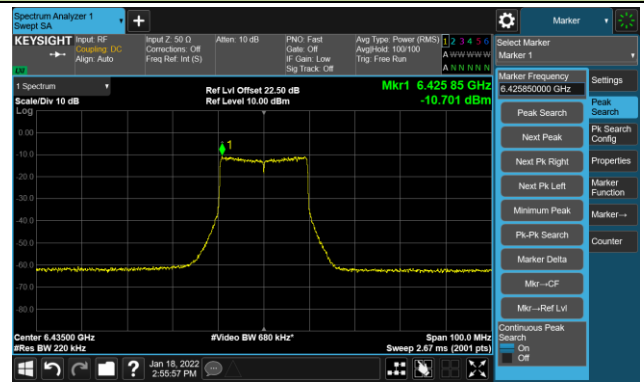 Spectrum Analyzer 1
Swept SA
Marker
KEYSIGHT
Input: RF
Coupling: DC
Align: Auto
Input Z: 50 Ω
Corrections: Off
Freq Ref: Int (S)
Atten: 10 dB
PNO: Fast
Gate: Off
IF Gain: Low
Sig Track: Off
Avg Type: Power (RMS)
Avg|Hold: 100/100
Trig: Free Run
1 2 3 4 5 6
A W W W W W
A N N N N N
Select Marker
Marker 1
1 Spectrum
Scale/Div 10 dB
Log
Ref Lvl Offset 22.50 dB
Ref Level 10.00 dBm
Mkr1 6.425 85 GHz
-10.701 dBm
1
0.00
-10.0
-20.0
-30.0
-40.0
-50.0
-60.0
-70.0
-80.0
Center 6.43500 GHz
#Res BW 220 kHz
#Video BW 680 kHz*
Span 100.0 MHz
Sweep 2.67 ms (2001 pts)
Marker Frequency
6.425850000 GHz
Peak Search
Next Peak
Next Pk Right
Next Pk Left
Minimum Peak
Pk-Pk Search
Marker Delta
Mkr→CF
Mkr→Ref Lvl
Continuous Peak
Search
On
Off
Settings
Peak
Search
Pk Search
Config
Properties
Marker
Function
Marker→
Counter
?
Jan 18, 2022
2:55:57 PM